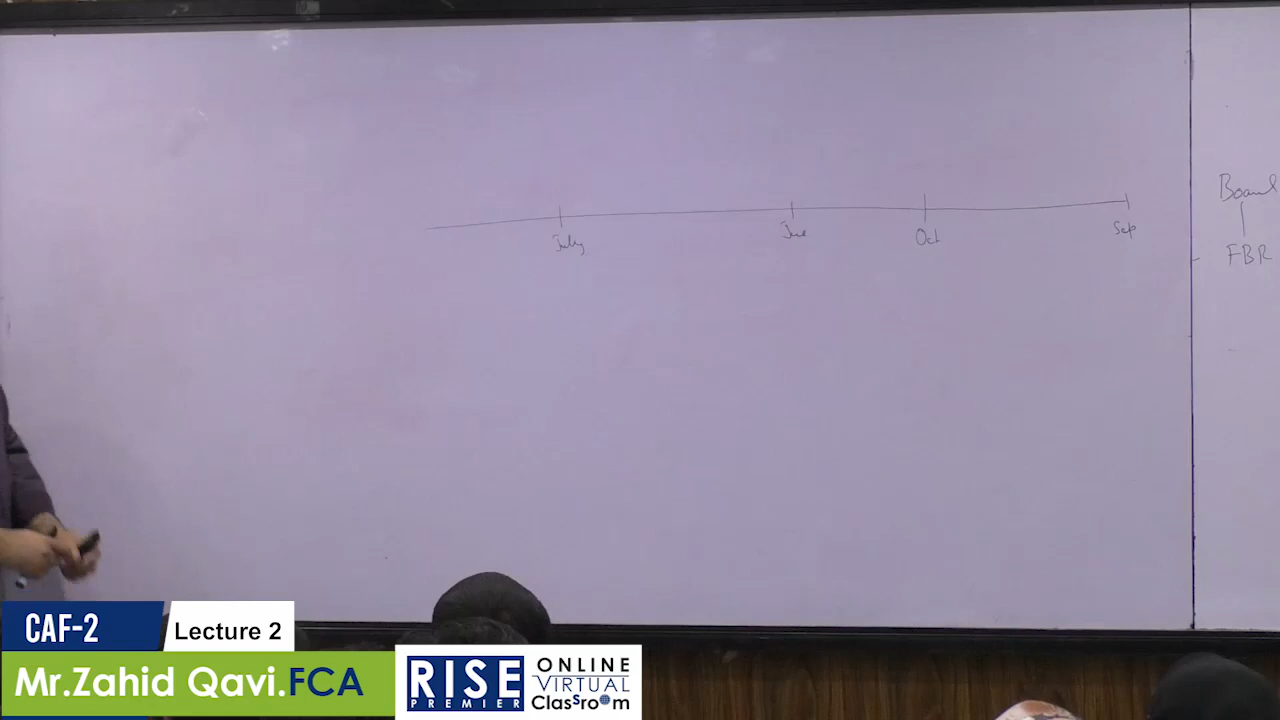 July June Oct Sep
Board
FBR
CAF-2
Lecture 2
Mr.Zahid Qavi.FCA
RISE
PREMIER
ONLINE
VIRTUAL
ClasSroom